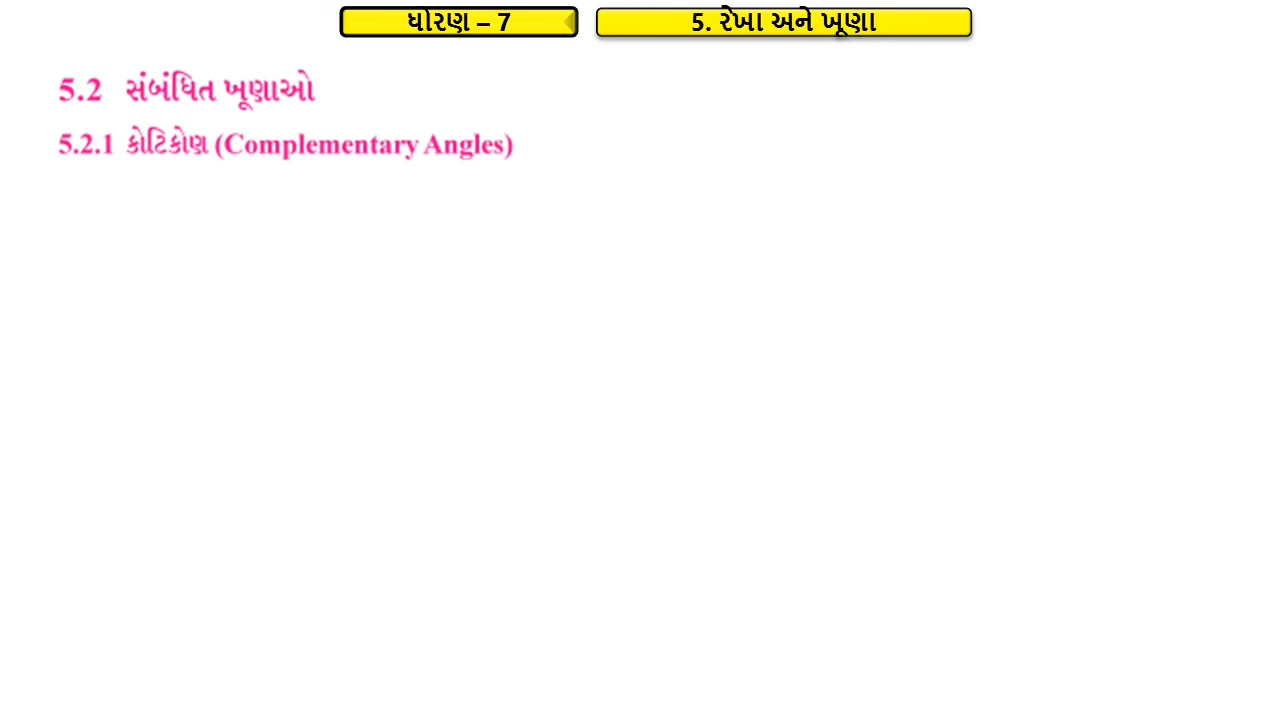 ધોરણ – 7
5. રેખા અને ખૂણા
5.2 સંબંધિત ખૂણાઓ
5.2.1 કોટિકોણ (Complementary Angles)